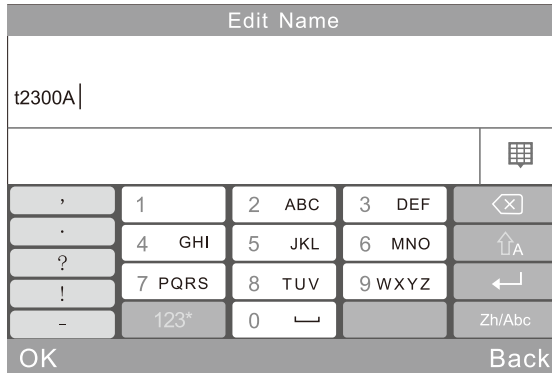 Edit Name
t2300A
, 1 2 ABC 3 DEF
. 4 GHI 5 JKL 6 MNO A
?
! 7 PQRS 8 TUV 9 WXYZ
- 123* 0 Zh/Abc
OK Back